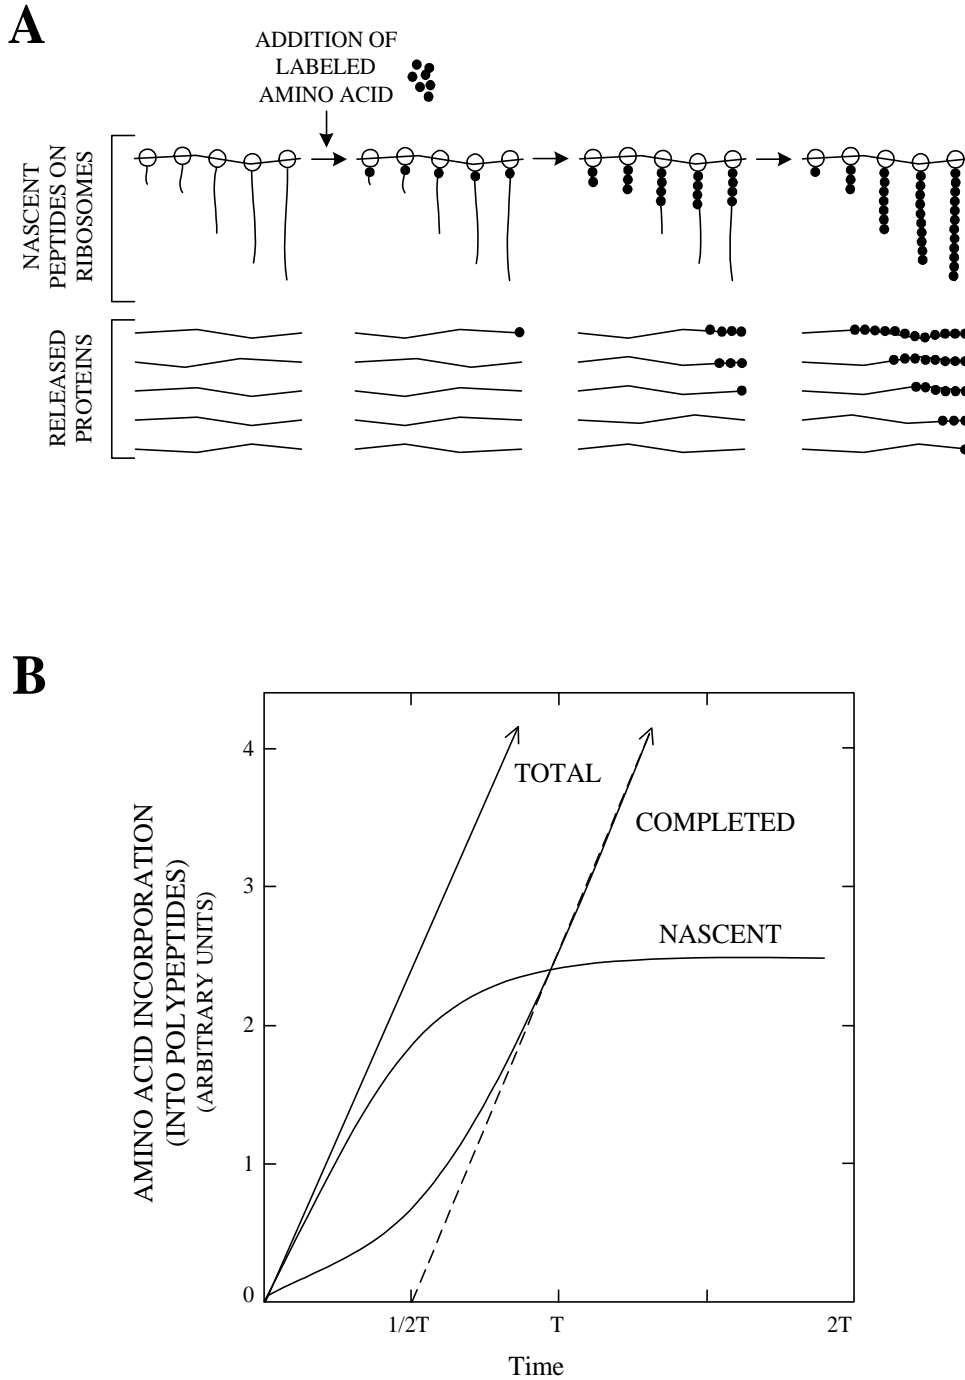 A
ADDITION OF
LABELED
AMINO ACID
NASCENT
PEPTIDES ON
RIBOSOMES
RELEASED
PROTEINS
B
AMINO ACID INCORPORATION
(INTO POLYPEPTIDES)
(ARBITRARY UNITS)
4
3
2
1
0
TOTAL
COMPLETED
NASCENT
1/2T
T
2T
Time